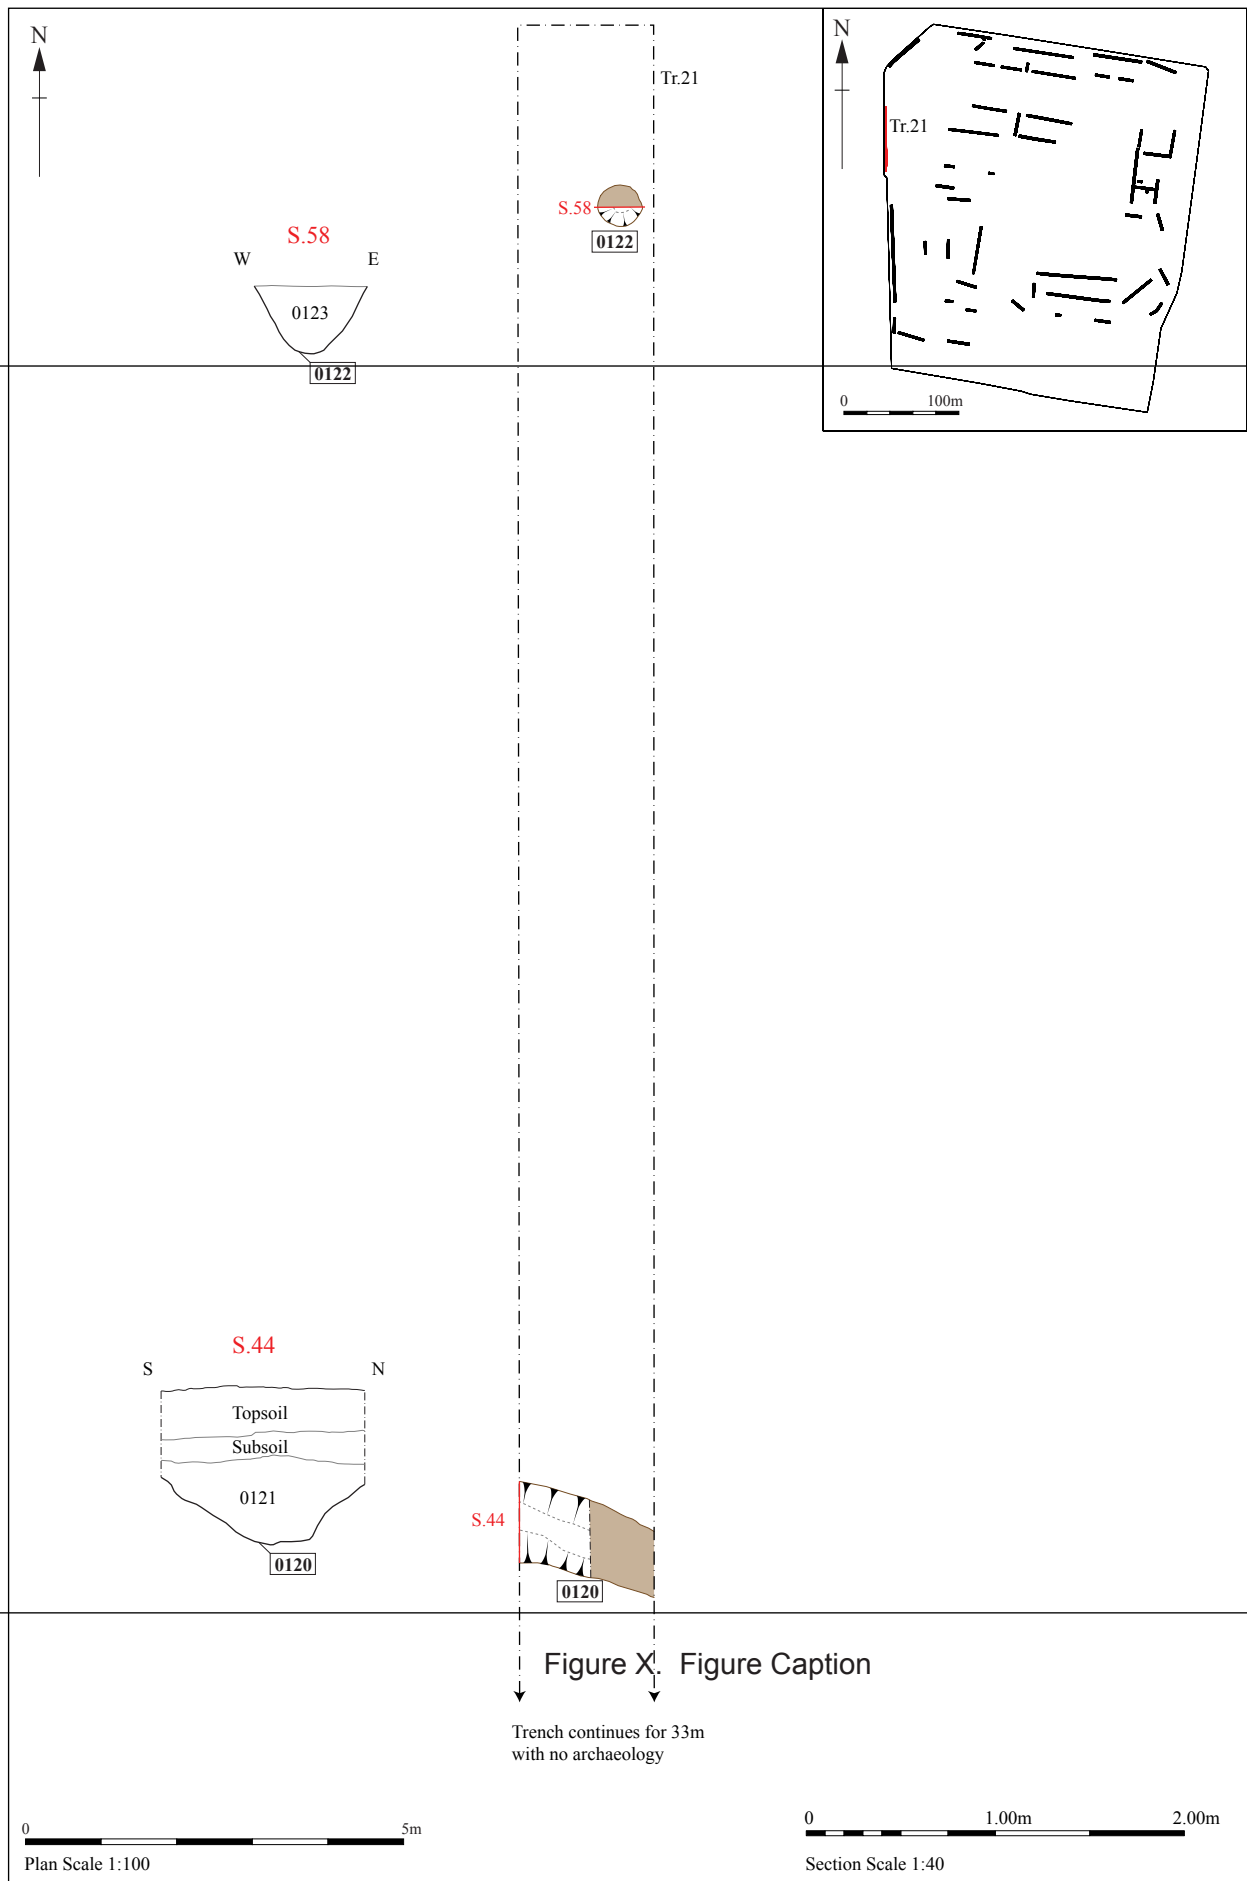 N
Tr.21
N
Tr.21
0
100m
S.58
0122
S.58
W E
0123
0122
S.44
S N
Topsoil
Subsoil
0121
0120
S.44
0120
Figure X. Figure Caption
Trench continues for 33m
with no archaeology
0 5m
Plan Scale 1:100
0 1.00m 2.00m
Section Scale 1:40